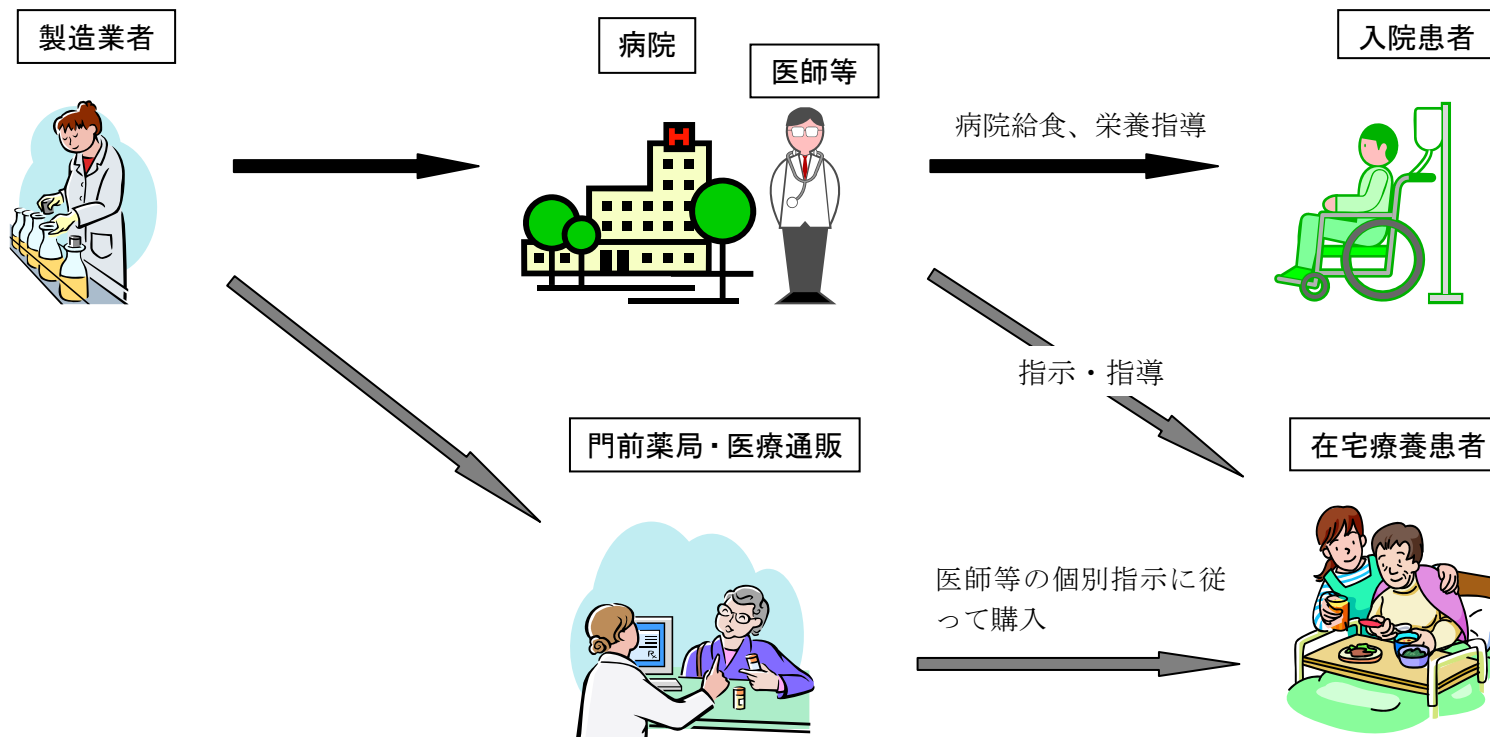 製造業者
病院
医師等
入院患者
H
病院給食、栄養指導
指示・指導
門前薬局・医療通販
在宅療養患者
医師等の個別指示に従
って購入
Rx